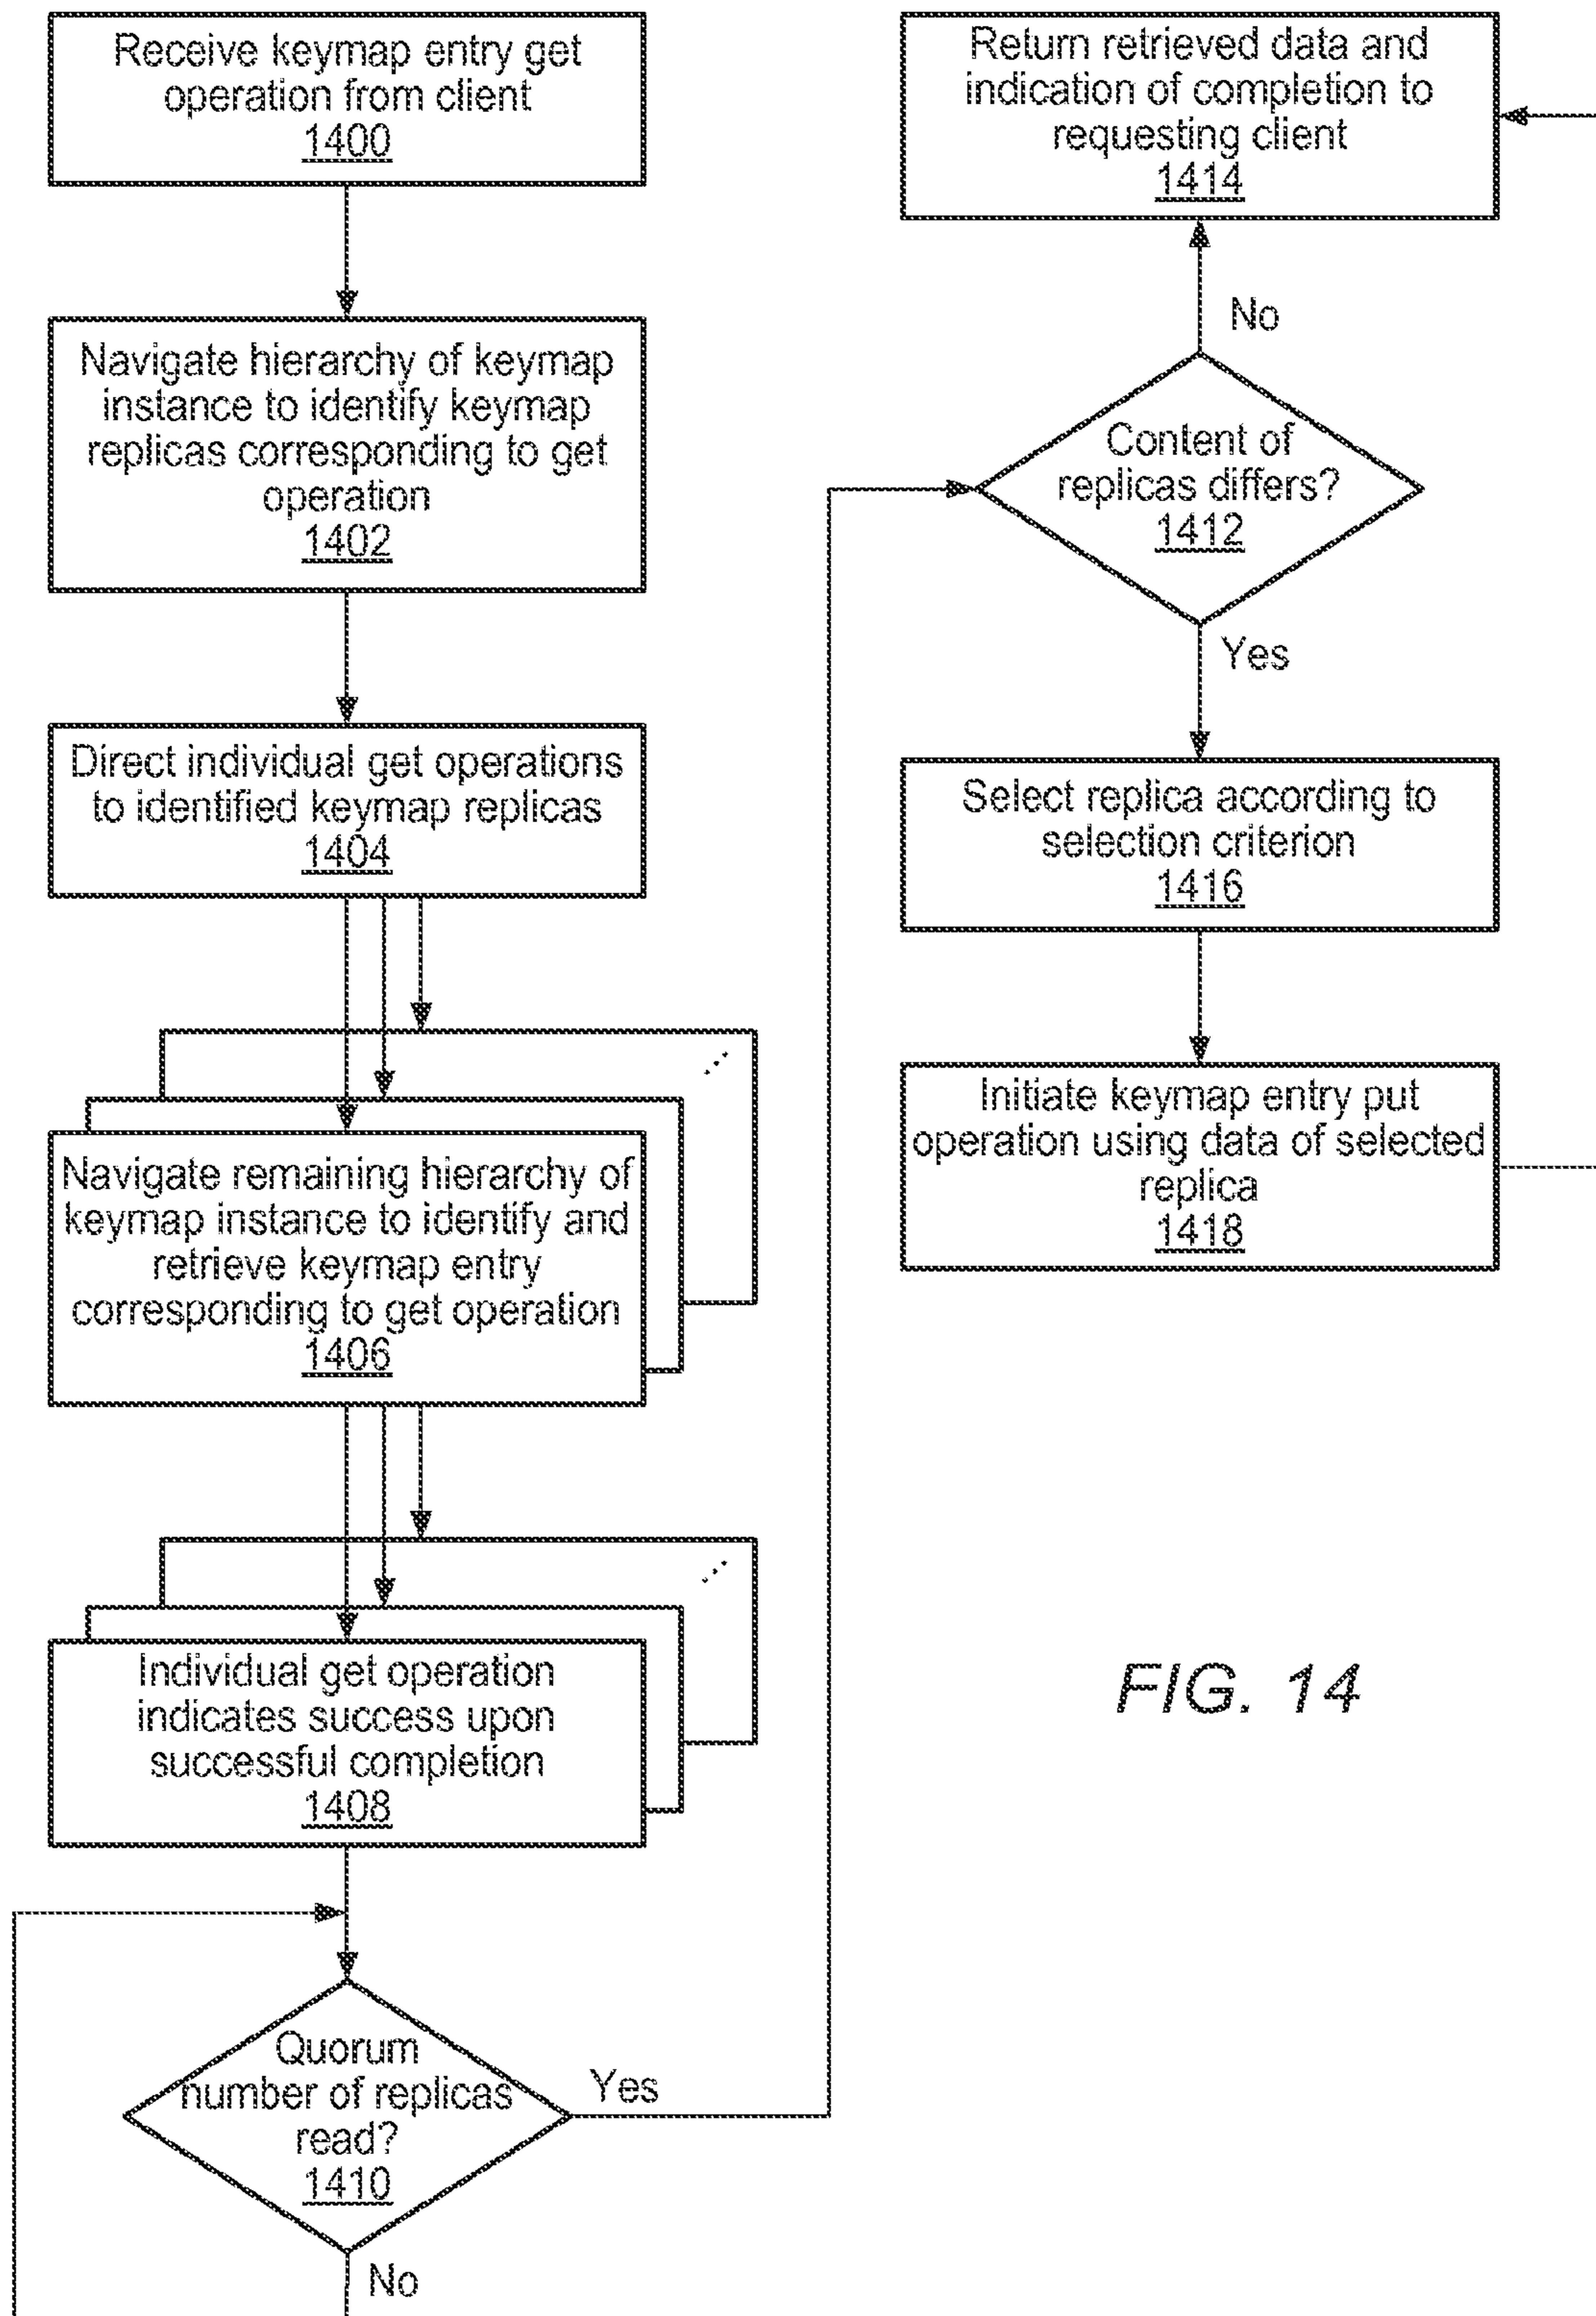 Receive keymap entry get
operation from client
1400
Navigate hierarchy of keymap
instance to identify keymap
replicas corresponding to get
operation
1402
Direct individual get operations
to identified keymap replicas
1404
Navigate remaining hierarchy of
keymap instance to identify and
retrieve keymap entry
corresponding to get operation
1406
Individual get operation
indicates success upon
successful completion
1408
Quorum
number of replicas
read?
1410
Yes
No
Return retrieved data and
indication of completion to
requesting client
1414
No
Content of
replicas differs?
1412
Yes
Select replica according to
selection criterion
1416
Initiate keymap entry put
operation using data of selected
replica
1418
FIG. 14